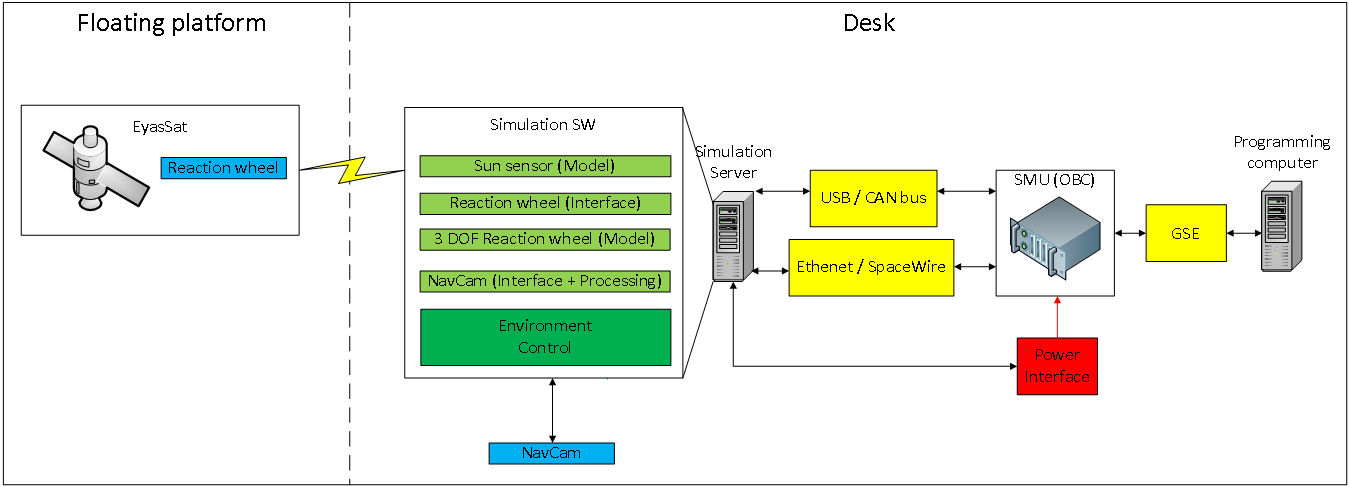 Floating platform
Desk
EyasSat
Reaction wheel
Simulation SW
Sun sensor (Model)
Reaction wheel (Interface)
3 DOF Reaction wheel (Model)
NavCam (Interface + Processing)
Environment
Control
NavCam
Simulation
Server
USB / CAN bus
Ethenet / SpaceWire
SMU (OBC)
Power
Interface
GSE
Programming
computer